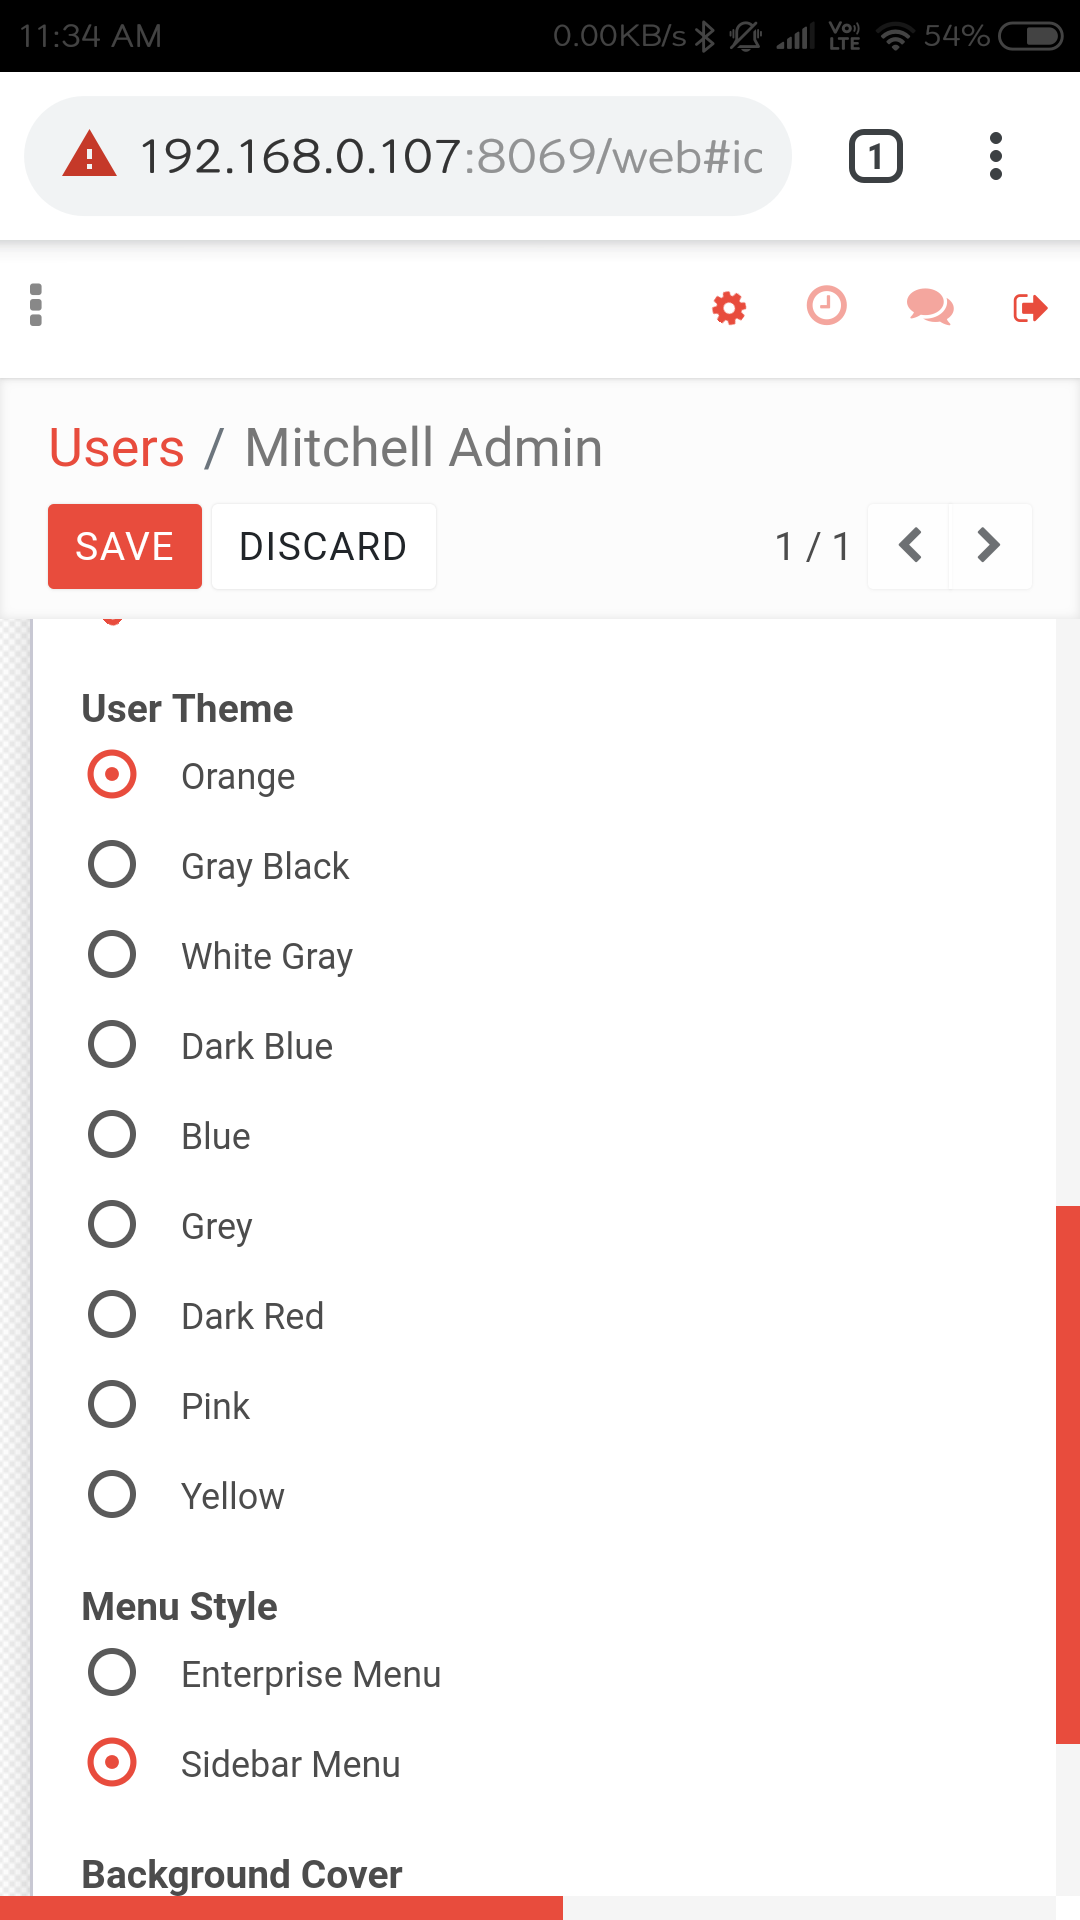 11:34 AM 0.00KB/s Vo LTE 54%
192.168.0.107:8069/web#ic 1
Users / Mitchell Admin
SAVE DISCARD 1 / 1
User Theme
Orange
Gray Black
White Gray
Dark Blue
Blue
Grey
Dark Red
Pink
Yellow
Menu Style
Enterprise Menu
Sidebar Menu
Background Cover